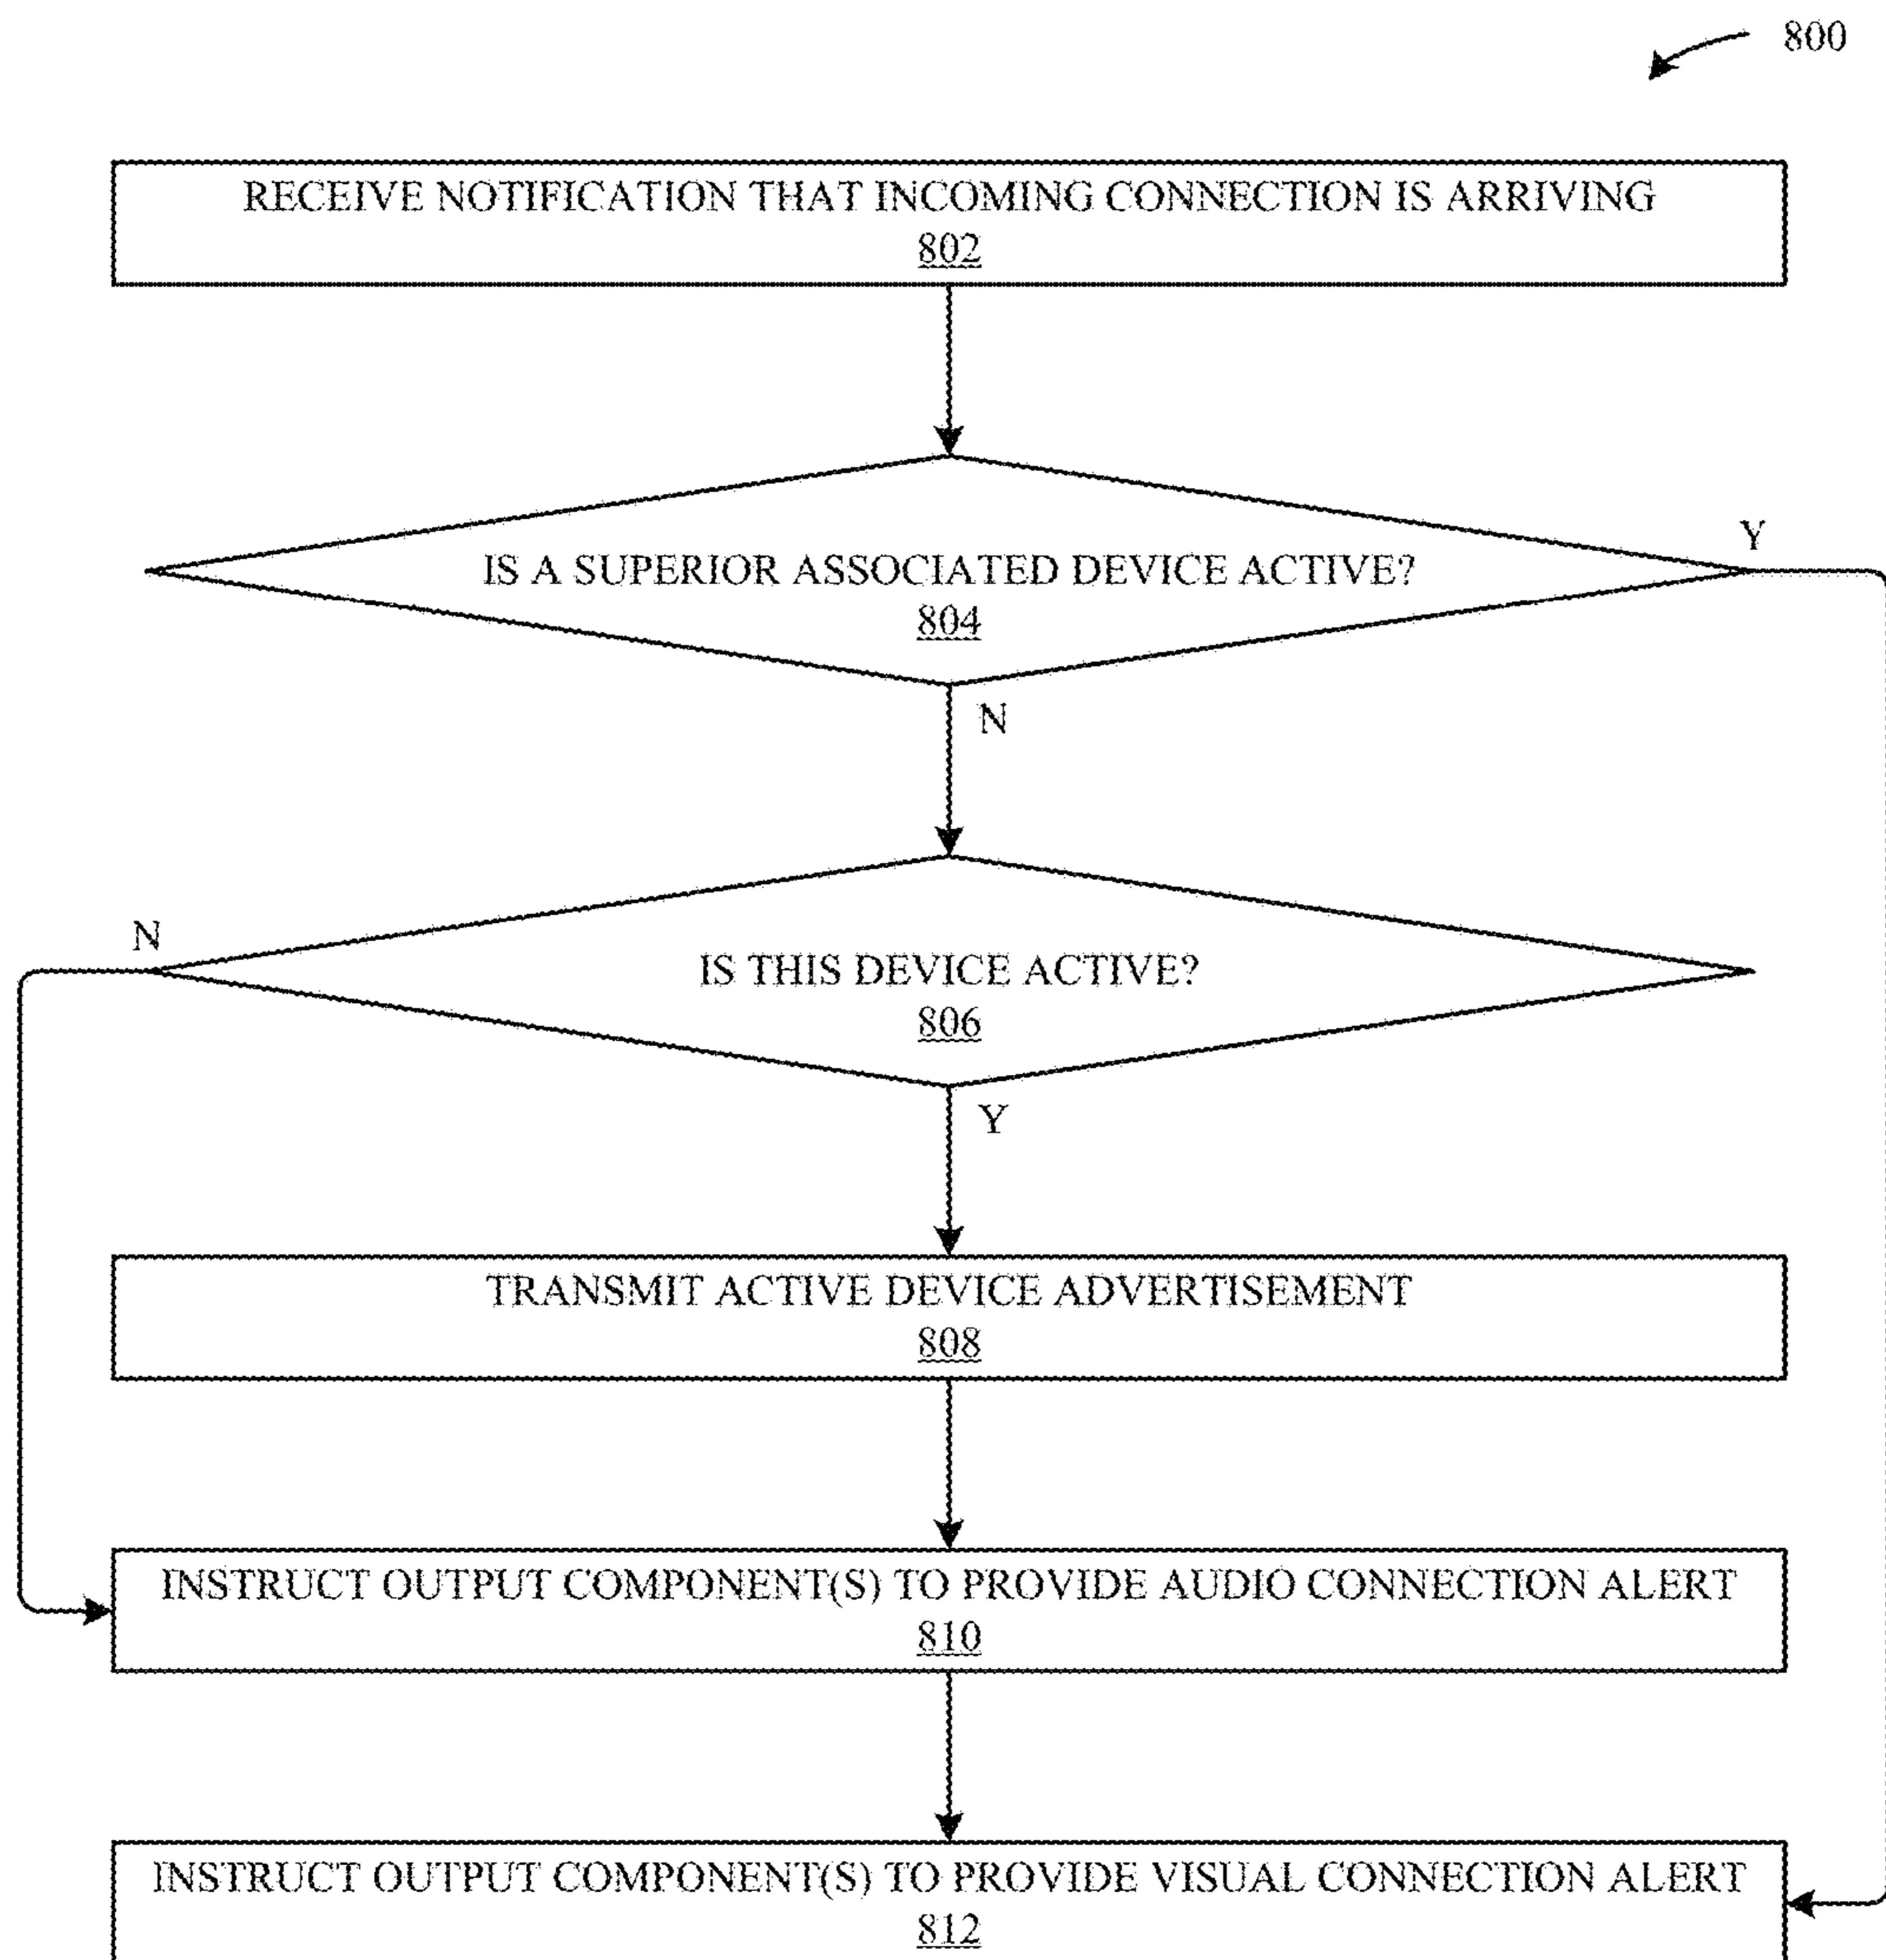 800
RECEIVE NOTIFICATION THAT INCOMING CONNECTION IS ARRIVING
802
IS A SUPERIOR ASSOCIATED DEVICE ACTIVE?
804
Y
N
IS THIS DEVICE ACTIVE?
806
N
Y
TRANSMIT ACTIVE DEVICE ADVERTISEMENT
808
INSTRUCT OUTPUT COMPONENT(S) TO PROVIDE AUDIO CONNECTION ALERT
810
INSTRUCT OUTPUT COMPONENT(S) TO PROVIDE VISUAL CONNECTION ALERT
812